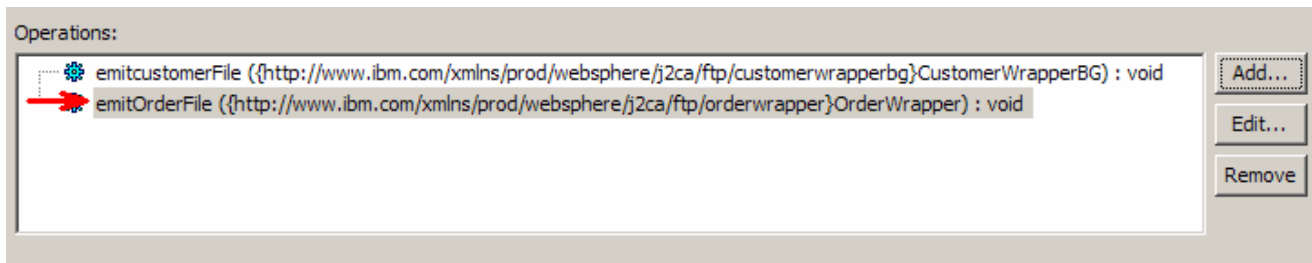 Operations:
emitcustomerFile ({http://www.ibm.com/xmlns/prod/websphere/j2ca/ftp/customerwrapperbg}CustomerWrapperBG) : void
emitOrderFile ({http://www.ibm.com/xmlns/prod/websphere/j2ca/ftp/orderwrapper}OrderWrapper) : void
Add...
Edit...
Remove